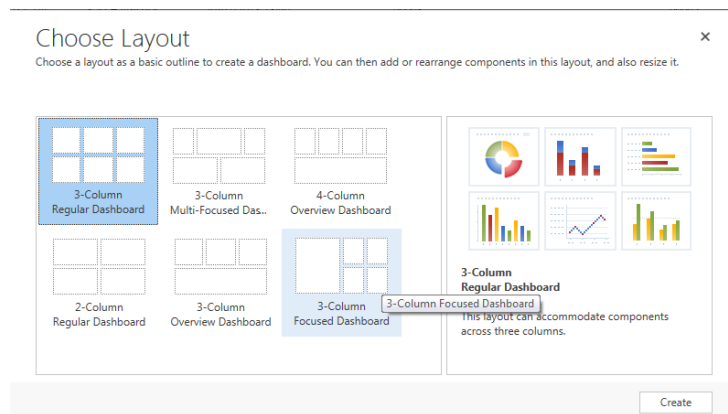 Choose Layout
×
Choose a layout as a basic outline to create a dashboard. You can then add or rearrange components in this layout, and also resize it.
3-Column
Regular Dashboard
3-Column
Multi-Focused Das...
4-Column
Overview Dashboard
2-Column
Regular Dashboard
3-Column
Overview Dashboard
3-Column
Focused Dashboard
3-Column Focused Dashboard
3-Column
Regular Dashboard
This layout can accommodate components
across three columns.
Create